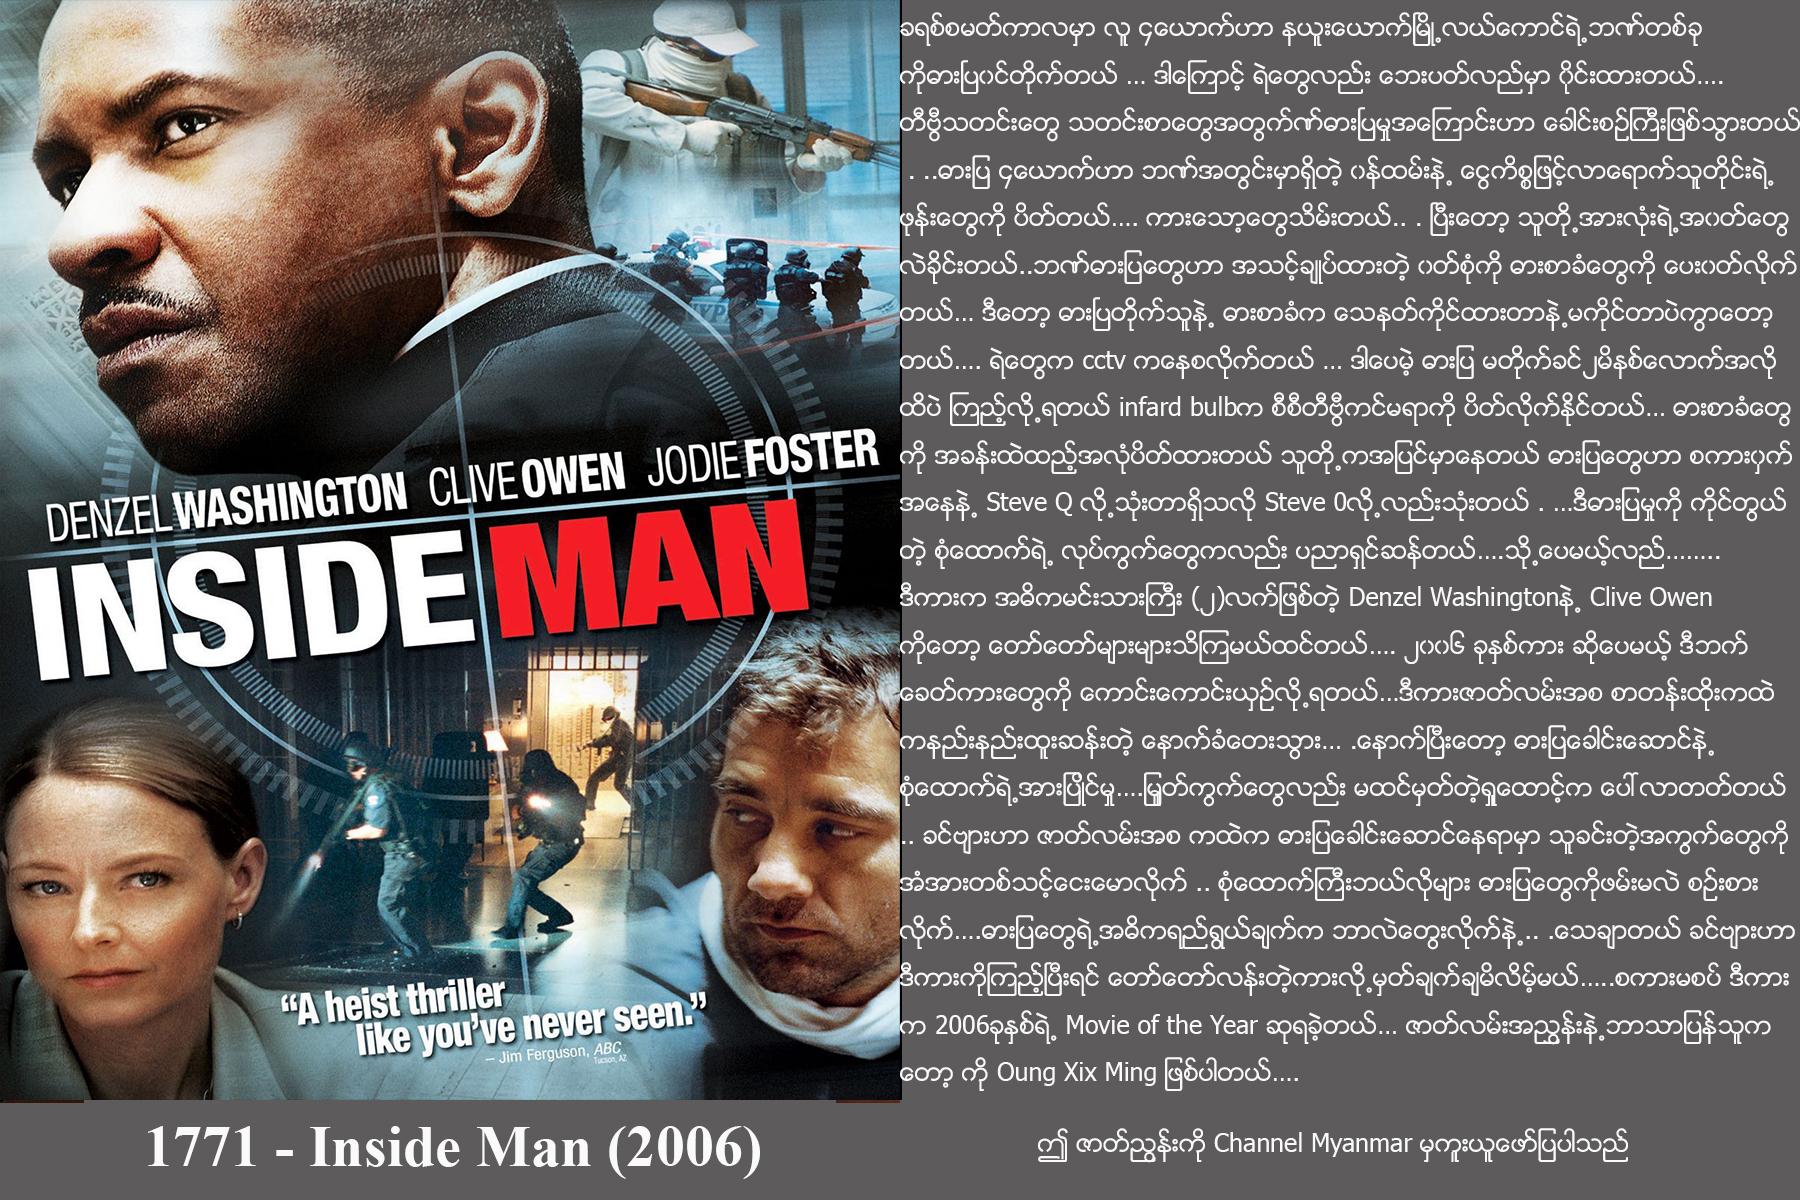 DENZEL WASHINGTON CLIVE OWEN JODIE FOSTER
INSIDE MAN
“A heist thriller
like you’ve never seen.”
– Jim Ferguson, ABC
Tucson, AZ
1771 - Inside Man (2006)
ခရစ်စမတ်ကာလမှာ လူ ၄ယောက်ဟာ နယူးယောက်မြို့လယ်ကောင်ရဲ့ဘဏ်တစ်ခု
ကိုဓားပြဝင်တိုက်တယ် ... ဒါကြောင့် ရဲတွေလည်း ဘေးပတ်လည်မှာ ဝိုင်းထားတယ်....
တီဗွီသတင်းတွေ သတင်းစာတွေအတွက်ဏ်ဓားပြမှုအကြောင်းဟာ ခေါင်းစဉ်ကြီးဖြစ်သွားတယ်
. ..ဓားပြ ၄ယောက်ဟာ ဘဏ်အတွင်းမှာရှိတဲ့ ဝန်ထမ်းနဲ့ ငွေကိစ္စဖြင့်လာရောက်သူတိုင်းရဲ့
ဖုန်းတွေကို ပိတ်တယ်.... ကားသော့တွေသိမ်းတယ်.. . ပြီးတော့ သူတို့အားလုံးရဲ့အဝတ်တွေ
လဲခိုင်းတယ်..ဘဏ်ဓားပြတွေဟာ အသင့်ချုပ်ထားတဲ့ ဝတ်စုံကို ဓားစာခံတွေကို ပေးဝတ်လိုက်
တယ်... ဒီတော့ ဓားပြတိုက်သူနဲ့ ဓားစာခံက သေနတ်ကိုင်ထားတာနဲ့မကိုင်တာပဲကွာတော့
တယ်.... ရဲတွေက cctv ကနေစလိုက်တယ် ... ဒါပေမဲ့ ဓားပြ မတိုက်ခင်၂မိနစ်လောက်အလို
ထိပဲ ကြည့်လို့ရတယ် infard bulbက စီစီတီဗွီကင်မရာကို ပိတ်လိုက်နိုင်တယ်... ဓားစာခံတွေ
ကို အခန်းထဲထည့်အလုံပိတ်ထားတယ် သူတို့ကအပြင်မှာနေတယ် ဓားပြတွေဟာ စကားဝှက်
အနေနဲ့ Steve Q လို့သုံးတာရှိသလို Steve 0လို့လည်းသုံးတယ် . ...ဒီဓားပြမှုကို ကိုင်တွယ်
တဲ့ စုံထောက်ရဲ့ လုပ်ကွက်တွေကလည်း ပညာရှင်ဆန်တယ်....သို့ပေမယ့်လည်........
ဒီကားက အဓိကမင်းသားကြီး (၂)လက်ဖြစ်တဲ့ Denzel Washingtonနဲ့ Clive Owen
ကိုတော့ တော်တော်များများသိကြမယ်ထင်တယ်.... ၂၀၀၆ ခုနှစ်ကား ဆိုပေမယ့် ဒီဘက်
ခေတ်ကားတွေကို ကောင်းကောင်းယှဉ်လို့ရတယ်...ဒီကားဇာတ်လမ်းအစ စာတန်းထိုးကထဲ
ကနည်းနည်းထူးဆန်းတဲ့ နောက်ခံတေးသွား... .နောက်ပြီးတော့ ဓားပြခေါင်းဆောင်နဲ့
စုံထောက်ရဲ့အားပြိုင်မှု....မြှုတ်ကွက်တွေလည်း မထင်မှတ်တဲ့ရှုထောင့်က ပေါ်လာတတ်တယ်
.. ခင်ဗျားဟာ ဇာတ်လမ်းအစ ကထဲက ဓားပြခေါင်းဆောင်နေရာမှာ သူခင်းတဲ့အကွက်တွေကို
အံအားတစ်သင့်ငေးမောလိုက် .. စုံထောက်ကြီးဘယ်လိုများ ဓားပြတွေကိုဖမ်းမလဲ စဉ်းစား
လိုက်....ဓားပြတွေရဲ့အဓိကရည်ရွယ်ချက်က ဘာလဲတွေးလိုက်နဲ့.. .သေချာတယ် ခင်ဗျားဟာ
ဒီကားကိုကြည့်ပြီးရင် တော်တော်လန်းတဲ့ကားလို့မှတ်ချက်ချမိလိမ့်မယ်.....စကားမစပ် ဒီကား
က 2006ခုနှစ်ရဲ့ Movie of the Year ဆုရခဲ့တယ်... ဇာတ်လမ်းအညွှန်းနဲ့ဘာသာပြန်သူက
တော့ ကို Oung Xix Ming ဖြစ်ပါတယ်....
ဤ ဇာတ်ညွှန်းကို Channel Myanmar မှကူးယူဖော်ပြပါသည်